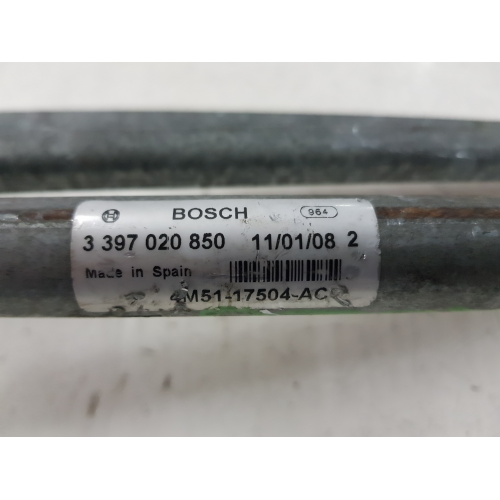 BOSCH 964
3 397 020 850 11/01/08 2
Made in Spain
4M51-17504-AC